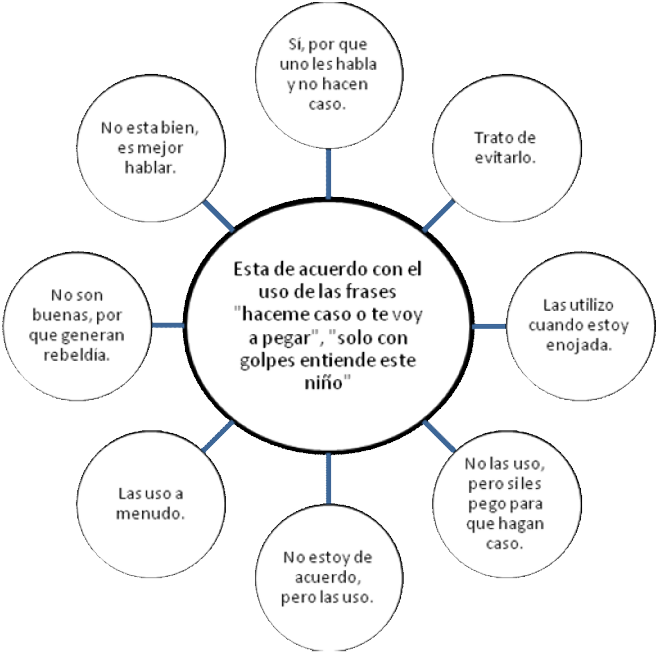 Sí, por que
uno les habla
y no hacen
caso.
Trato de
evitarlo.
Las utilizo
cuando estoy
enojada.
No las uso,
pero sí les
pego para
que hagan
caso.
No estoy de
acuerdo,
pero las uso.
Las uso a
menudo.
No son
buenas, por
que generan
rebeldía.
No esta bien,
es mejor
hablar.
Esta de acuerdo con el
uso de las frases
"haceme caso o te voy
a pegar", "solo con
golpes entiende este
niño"